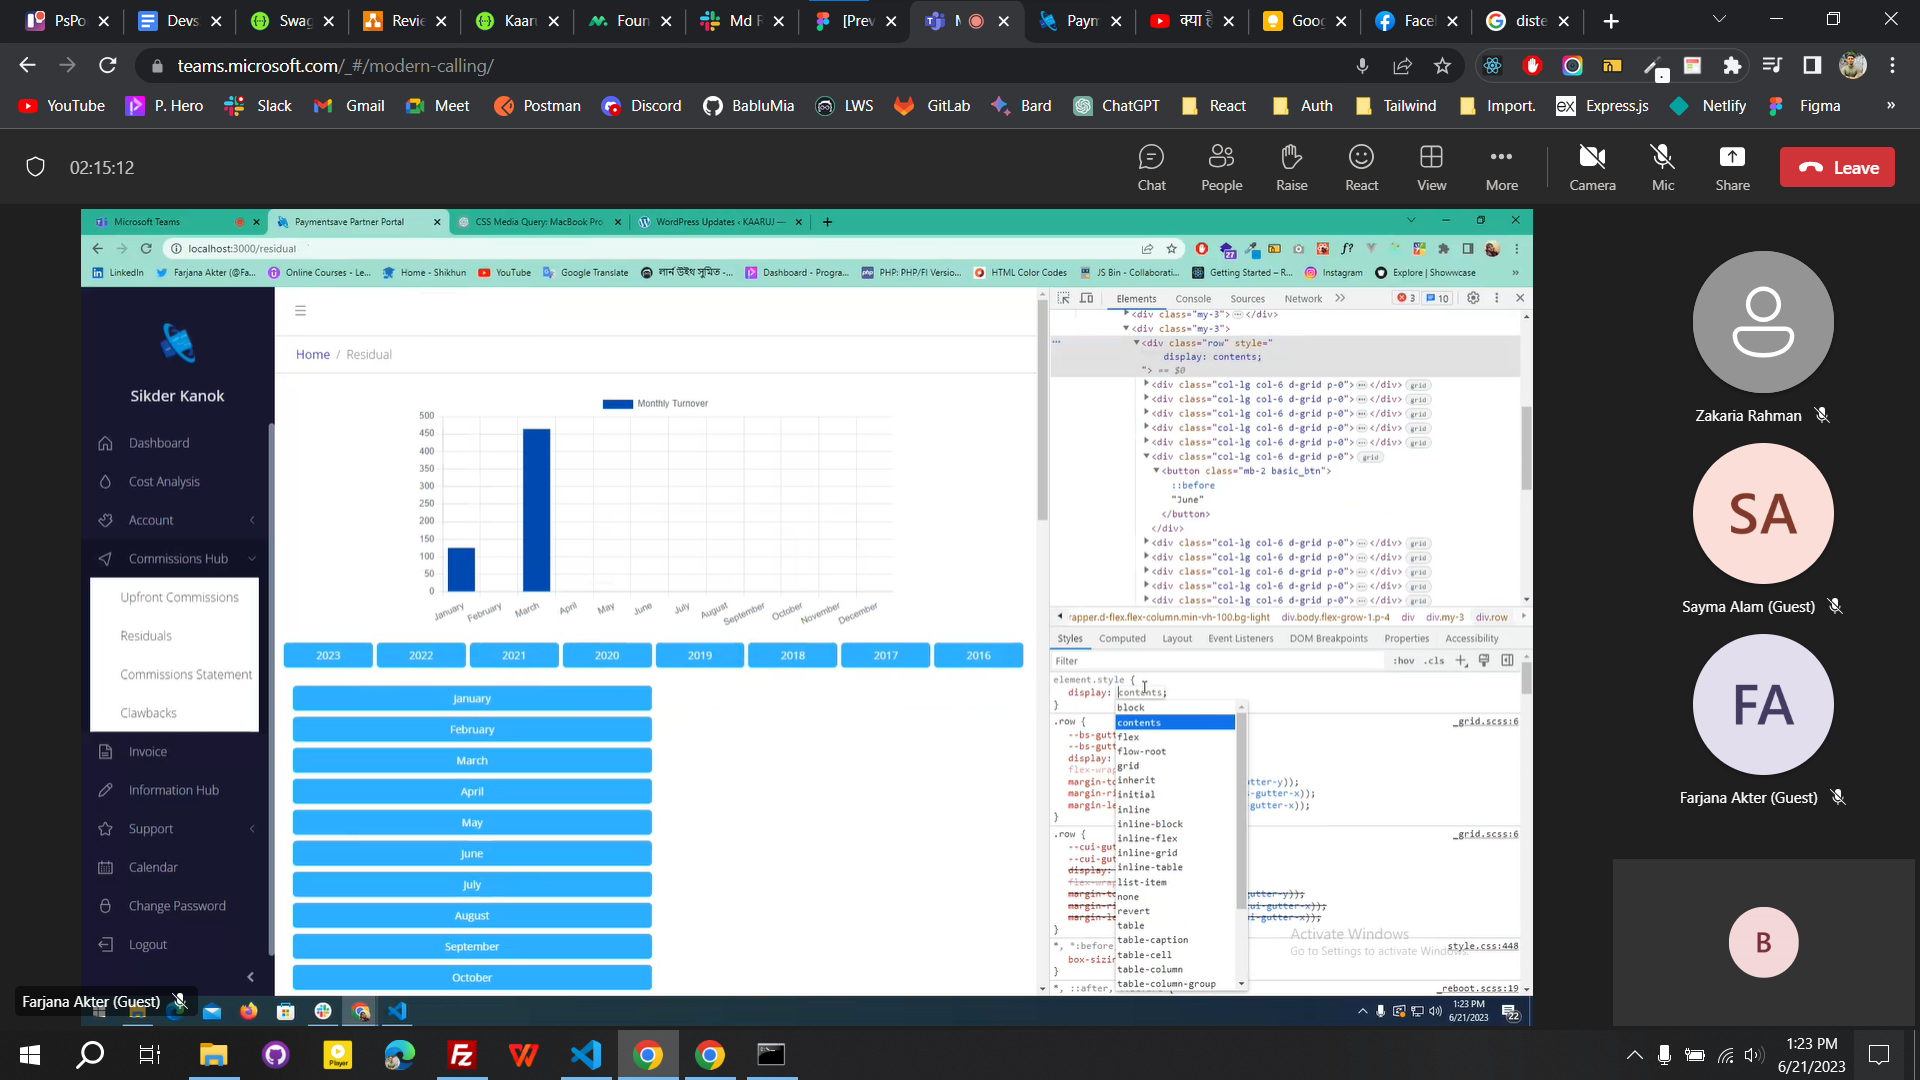 PsPo
Devs
Swag
Revie
Kaaru
Foun
Md R
[Prev
Paym
क्या है
Goog
Facel
diste
teams.microsoft.com/_#/modern-calling/
YouTube P. Hero Slack Gmail Meet Postman Discord BabluMia LWS GitLab Bard ChatGPT React Auth Tailwind Import. Express.js Netlify Figma »
02:15:12
Chat People Raise React View More Camera Mic Share Leave
Microsoft Teams Paymentsave Partner Portal CSS Media Query: MacBook Pro WordPress Updates ‹ KAARUJ —
localhost:3000/residual
LinkedIn Farjana Akter (@Fa... Online Courses - Le... Home - Shikhun YouTube Google Translate লার্ন উইথ সুমিত -... Dashboard - Progra... PHP: PHP/FI Versio... HTML Color Codes JS Bin - Collaborati... Getting Started – R... Instagram Explore | Showwcase »
Sikder Kanok
Dashboard
Cost Analysis
Account
Commissions Hub
Upfront Commissions
Residuals
Commissions Statement
Clawbacks
Invoice
Information Hub
Support
Calendar
Change Password
Logout
Home / Residual
Monthly Turnover
500
450
400
350
300
250
200
150
100
50
0
January February March April May June July August September October November December
2023 2022 2021 2020 2019 2018 2017 2016
January
February
March
April
May
June
July
August
September
October
Elements Console Sources Network » 3 10
<div class="my-3"> </div>
<div class="my-3">
<div class="row" style="
display: contents;
"> == $0
<div class="col-lg col-6 d-grid p-0"> </div> grid
<div class="col-lg col-6 d-grid p-0"> </div> grid
<div class="col-lg col-6 d-grid p-0"> </div> grid
<div class="col-lg col-6 d-grid p-0"> </div> grid
<div class="col-lg col-6 d-grid p-0"> </div> grid
<div class="col-lg col-6 d-grid p-0"> grid
<button class="mb-2 basic_btn">
::before
"June"
</button>
</div>
<div class="col-lg col-6 d-grid p-0"> </div> grid
<div class="col-lg col-6 d-grid p-0"> </div> grid
<div class="col-lg col-6 d-grid p-0"> </div> grid
<div class="col-lg col-6 d-grid p-0"> </div> grid
<div class="col-lg col-6 d-grid p-0"> </div> grid
rapper.d-flex.flex-column.min-vh-100.bg-light div.body.flex-grow-1.p-4 div div.my-3 div.row
Styles Computed Layout Event Listeners DOM Breakpoints Properties Accessibility
Filter :hov .cls
element.style {
display: contents;
}
.row { _grid.scss:6
--bs-gutt
--bs-gutt
display:
flex-wrap
margin-to tter-y));
margin-ri s-gutter-x));
margin-le er-x));
}
.row { _grid.scss:6
--cui-gut
--cui-gut
display:
flex-wrap
margin-to tter-y));
margin-ri ui-gutter-x));
margin-le i-gutter-x));
}
*, *:before style.css:448
box-sizin
}
*, ::after, _reboot.scss:19
block
contents
flex
flow-root
grid
inherit
initial
inline
inline-block
inline-flex
inline-grid
inline-table
list-item
none
revert
table
table-caption
table-cell
table-column
table-column-group
Activate Windows
Go to Settings to activate Windows.
Zakaria Rahman
SA
Sayma Alam (Guest)
FA
Farjana Akter (Guest)
B
Farjana Akter (Guest)
1:23 PM
6/21/2023
22
1:23 PM
6/21/2023